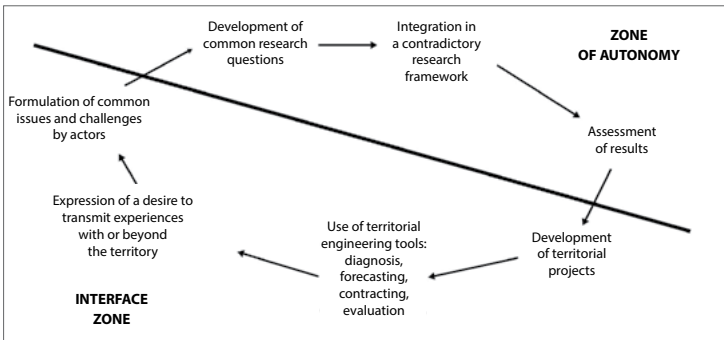 Development of
common research
questions
Integration in
a contradictory
research
framework
ZONE
OF AUTONOMY
Formulation of common
issues and challenges
by actors
Assessment
of results
Expression of a desire to
transmit experiences
with or beyond
the territory
Use of territorial
engineering tools:
diagnosis,
forecasting,
contracting,
evaluation
Development
of territorial
projects
INTERFACE
ZONE